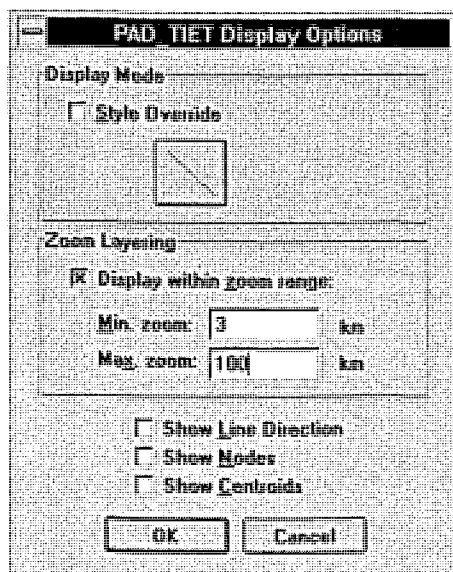 PAD_TIET Display Options
Display Mode
Style Override
Zoom Layering
Display within zoom range:
Min. zoom: 3 km
Max. zoom: 100 km
Show Line Direction
Show Nodes
Show Centroids
OK Cancel